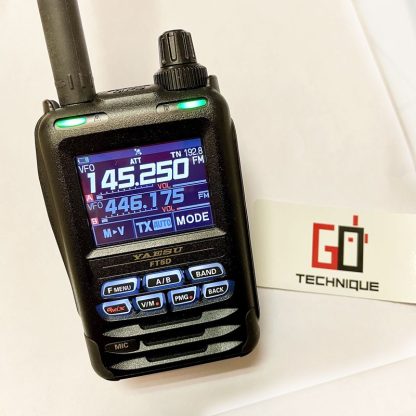 ATT
VFO TN 192.8
FM
145.250
A VOL
VFO 446.175 FM
B VOL
M▶V TX AUTO MODE
YAESU
FT5D
F MENU A/B BAND
V/M PMG BACK
MIC
GO
TECHNIQUE